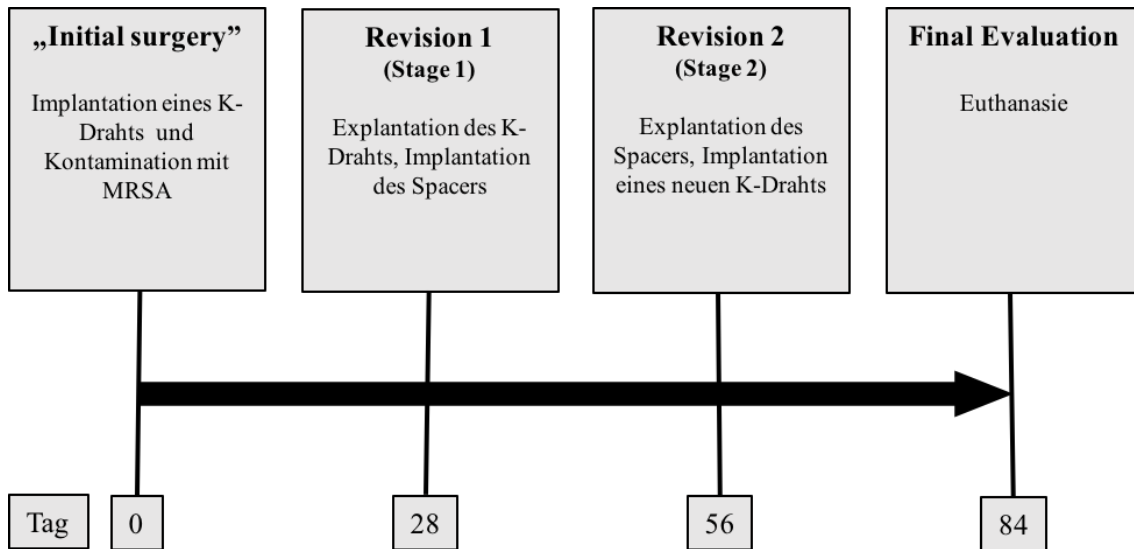 „Initial surgery”
Implantation eines K-
Drahts und
Kontamination mit
MRSA
Revision 1
(Stage 1)
Explantation des K-
Drahts, Implantation
des Spacers
Revision 2
(Stage 2)
Explantation des
Spacers, Implantation
eines neuen K-Drahts
Final Evaluation
Euthanasie
Tag
0
28
56
84